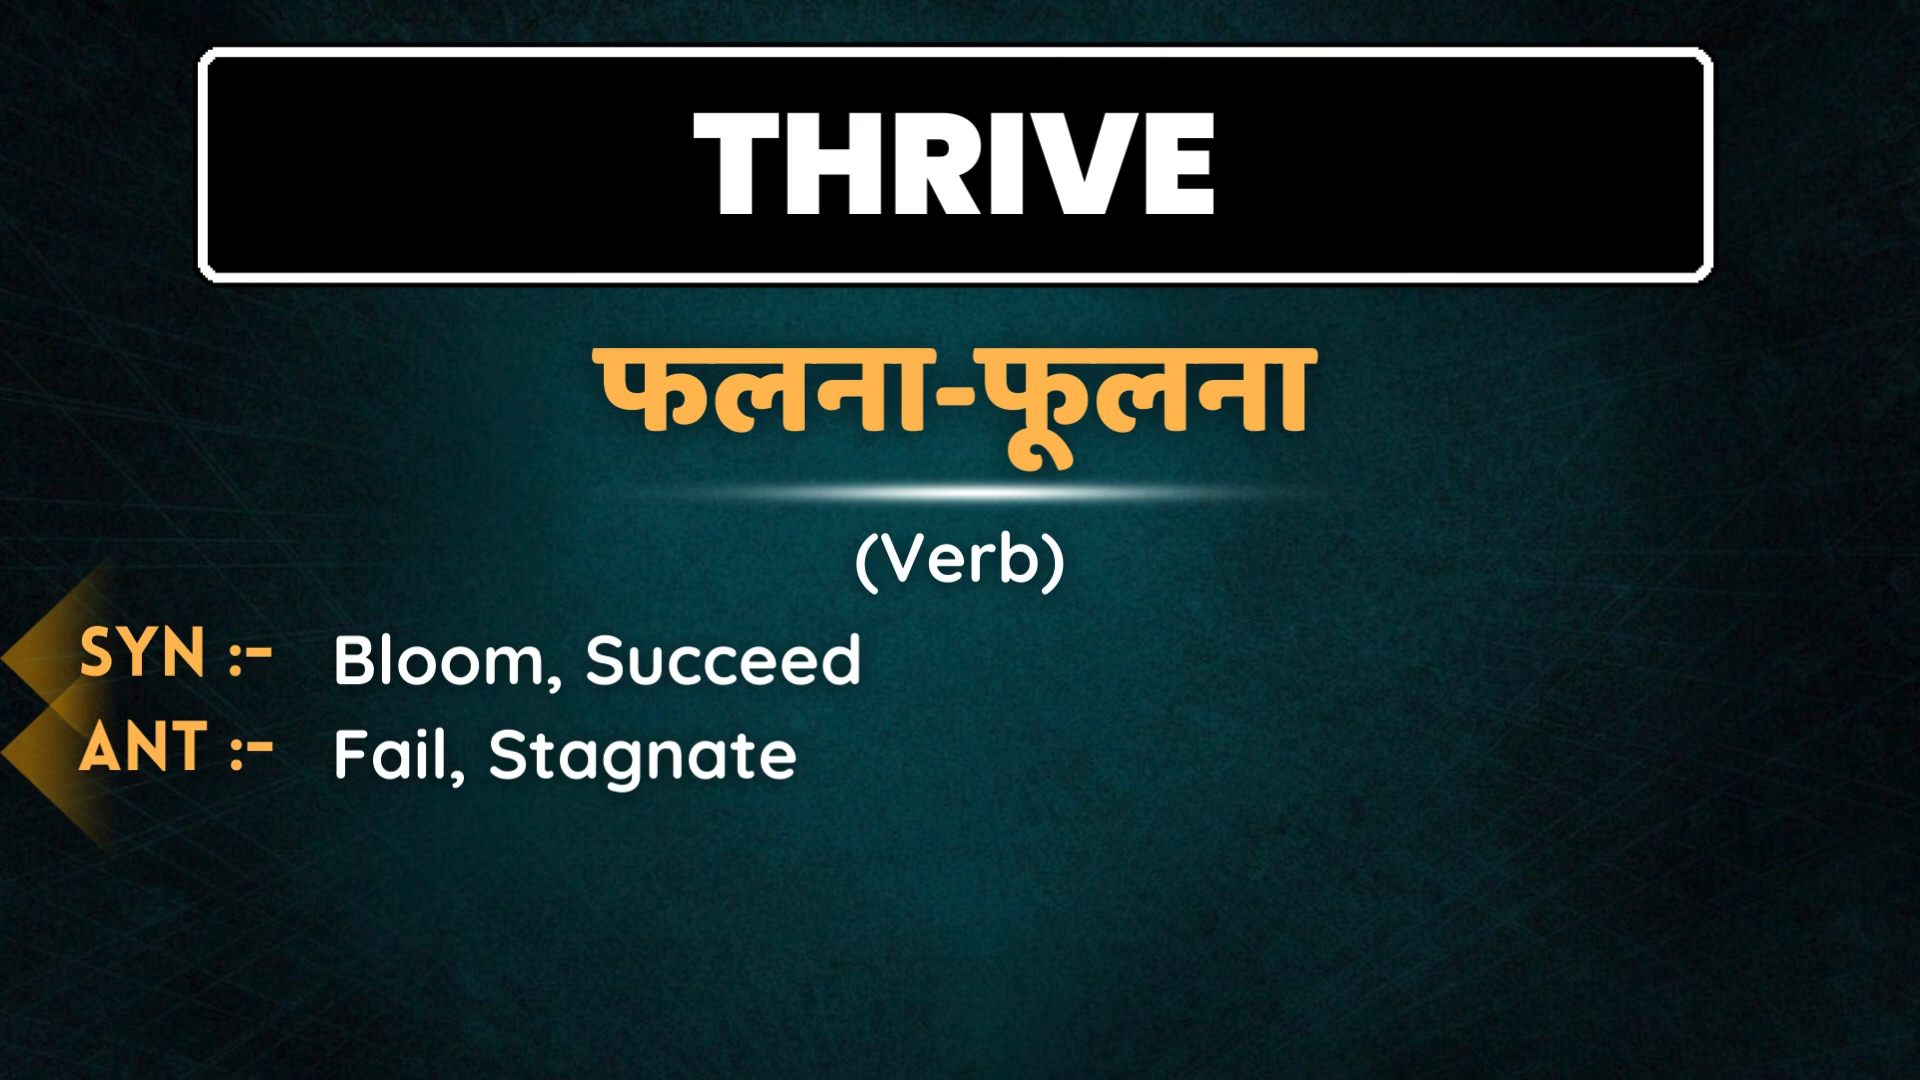 THRIVE
फलना-फूलना
(Verb)
SYN :- Bloom, Succeed
ANT :- Fail, Stagnate